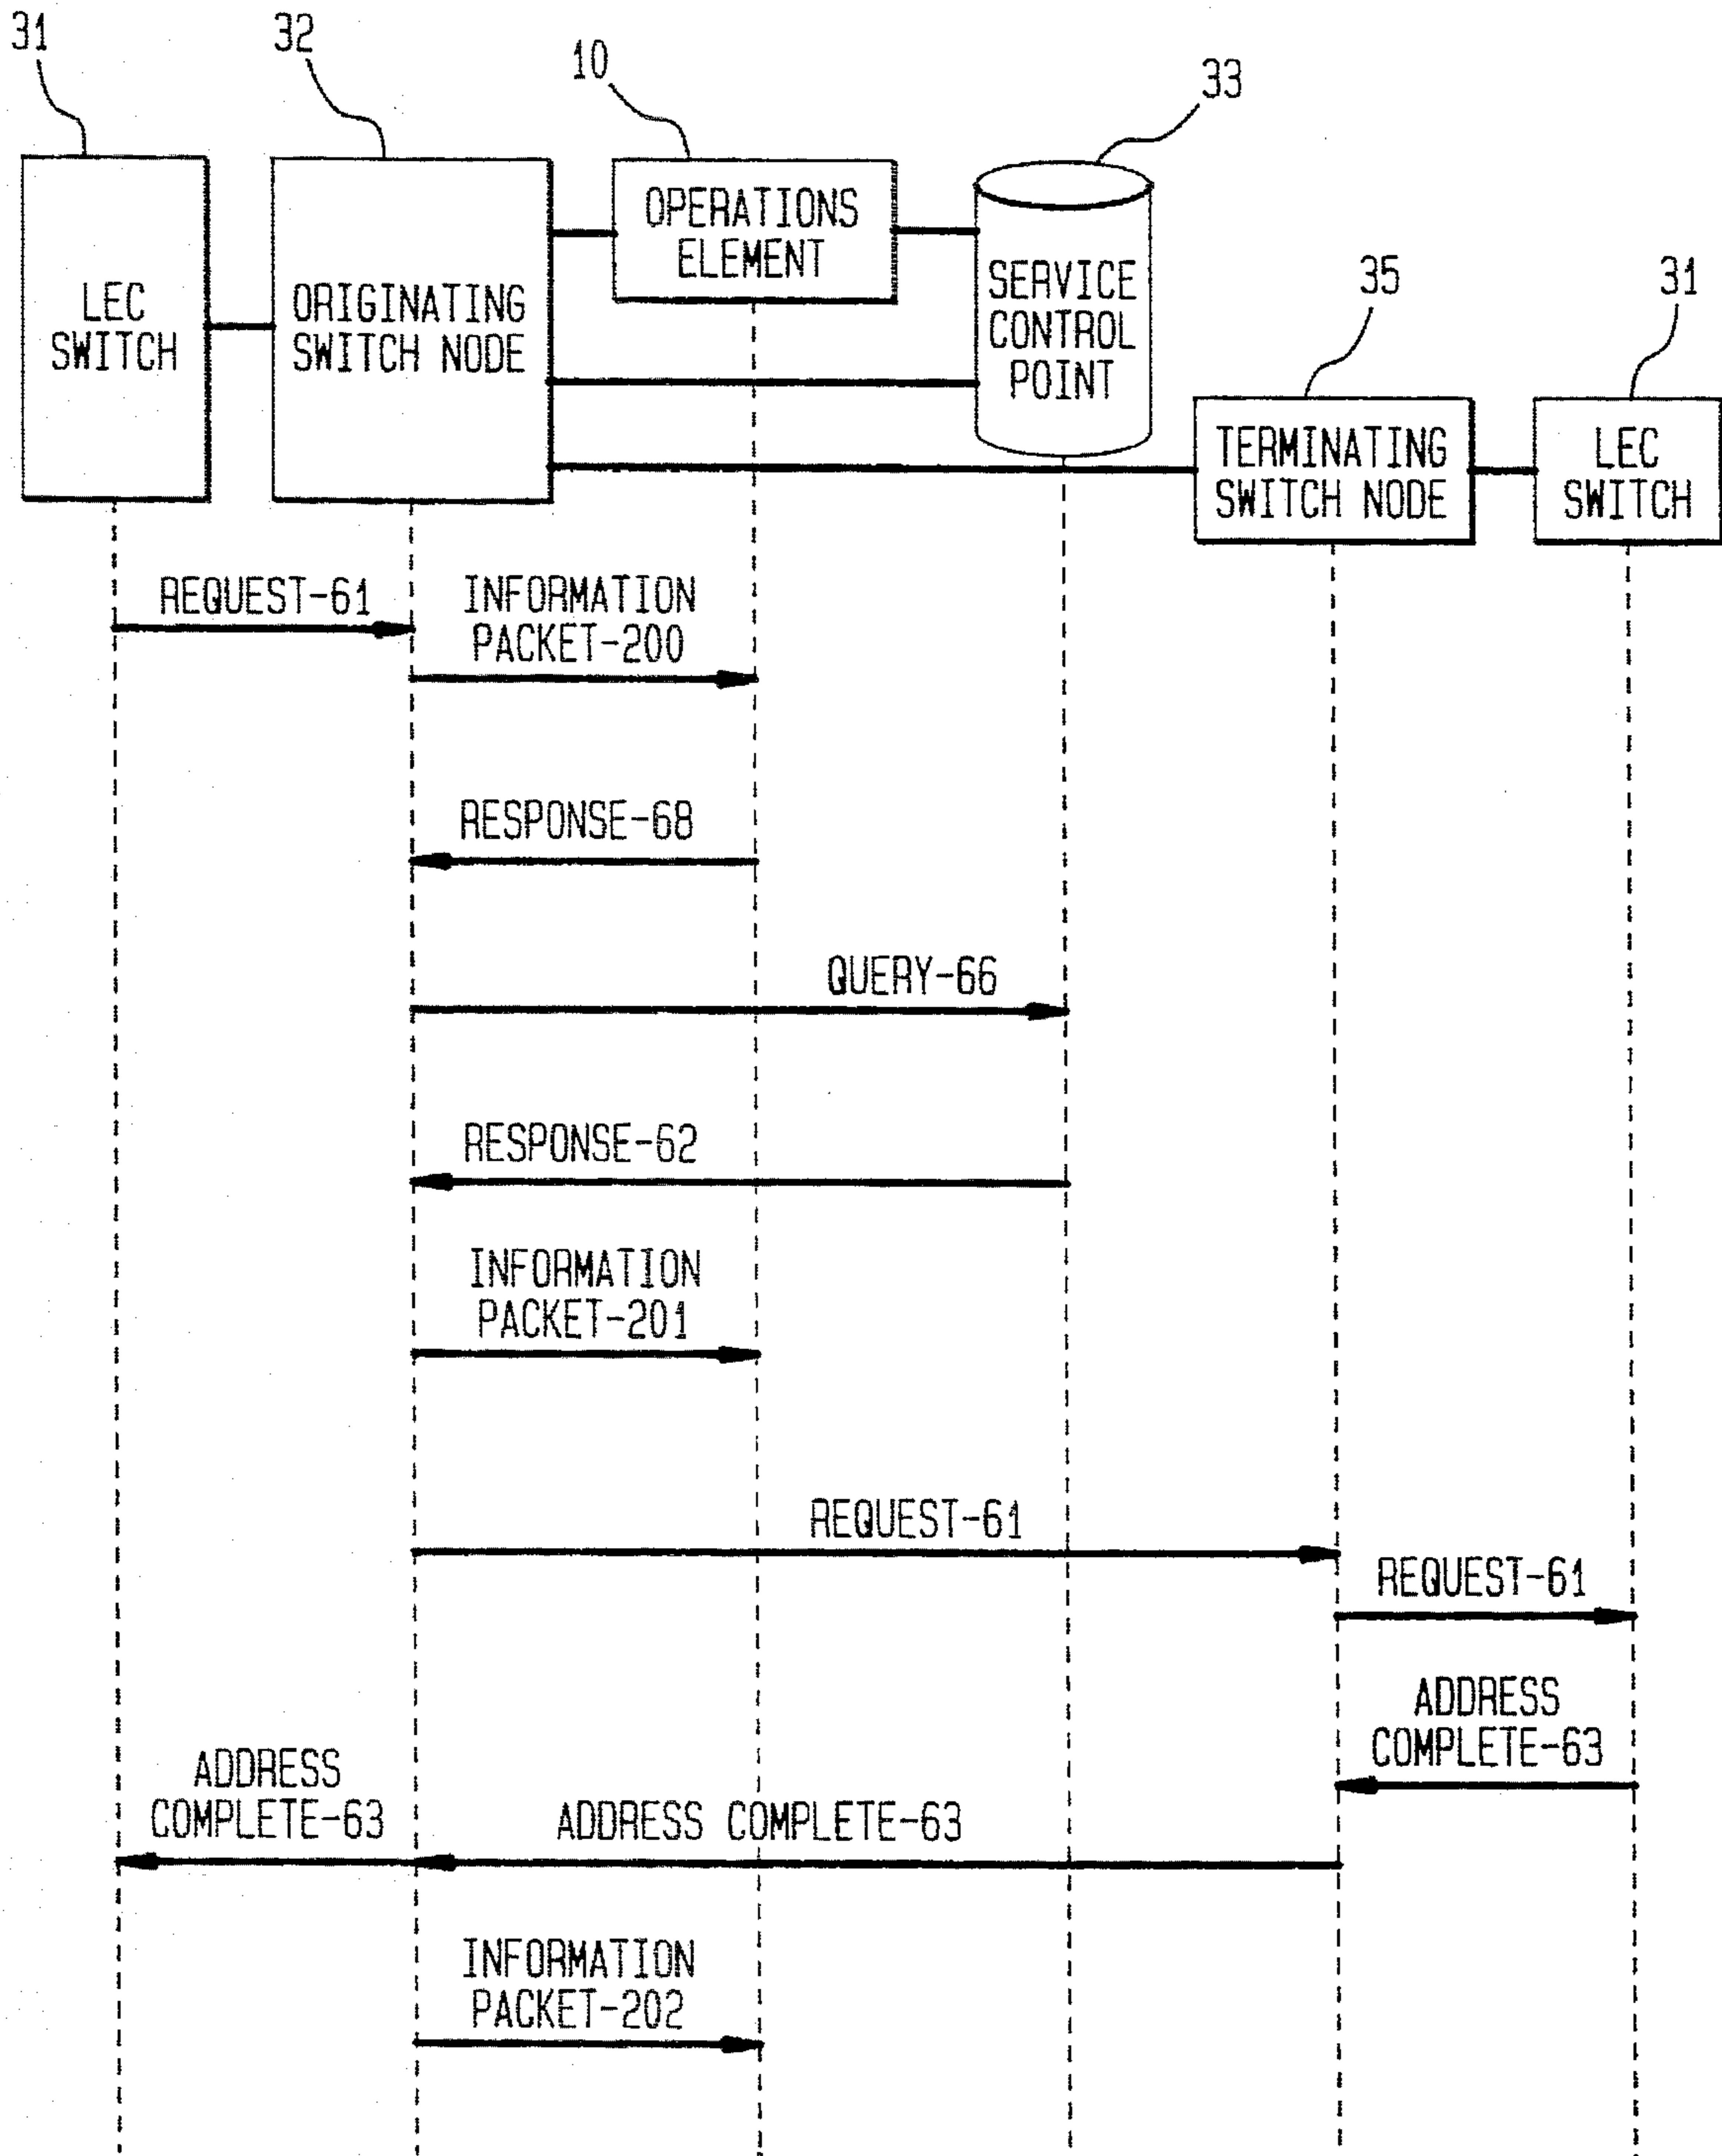 31
32
10
33
OPERATIONS
ELEMENT
LEC
SWITCH
ORIGINATING
SWITCH NODE
SERVICE
CONTROL
POINT
35
31
TERMINATING
SWITCH NODE
LEC
SWITCH
REQUEST-61
INFORMATION
PACKET-200
RESPONSE-68
QUERY-66
RESPONSE-62
INFORMATION
PACKET-201
REQUEST-61
REQUEST-61
ADDRESS
COMPLETE-63
ADDRESS
COMPLETE-63
ADDRESS COMPLETE-63
INFORMATION
PACKET-202